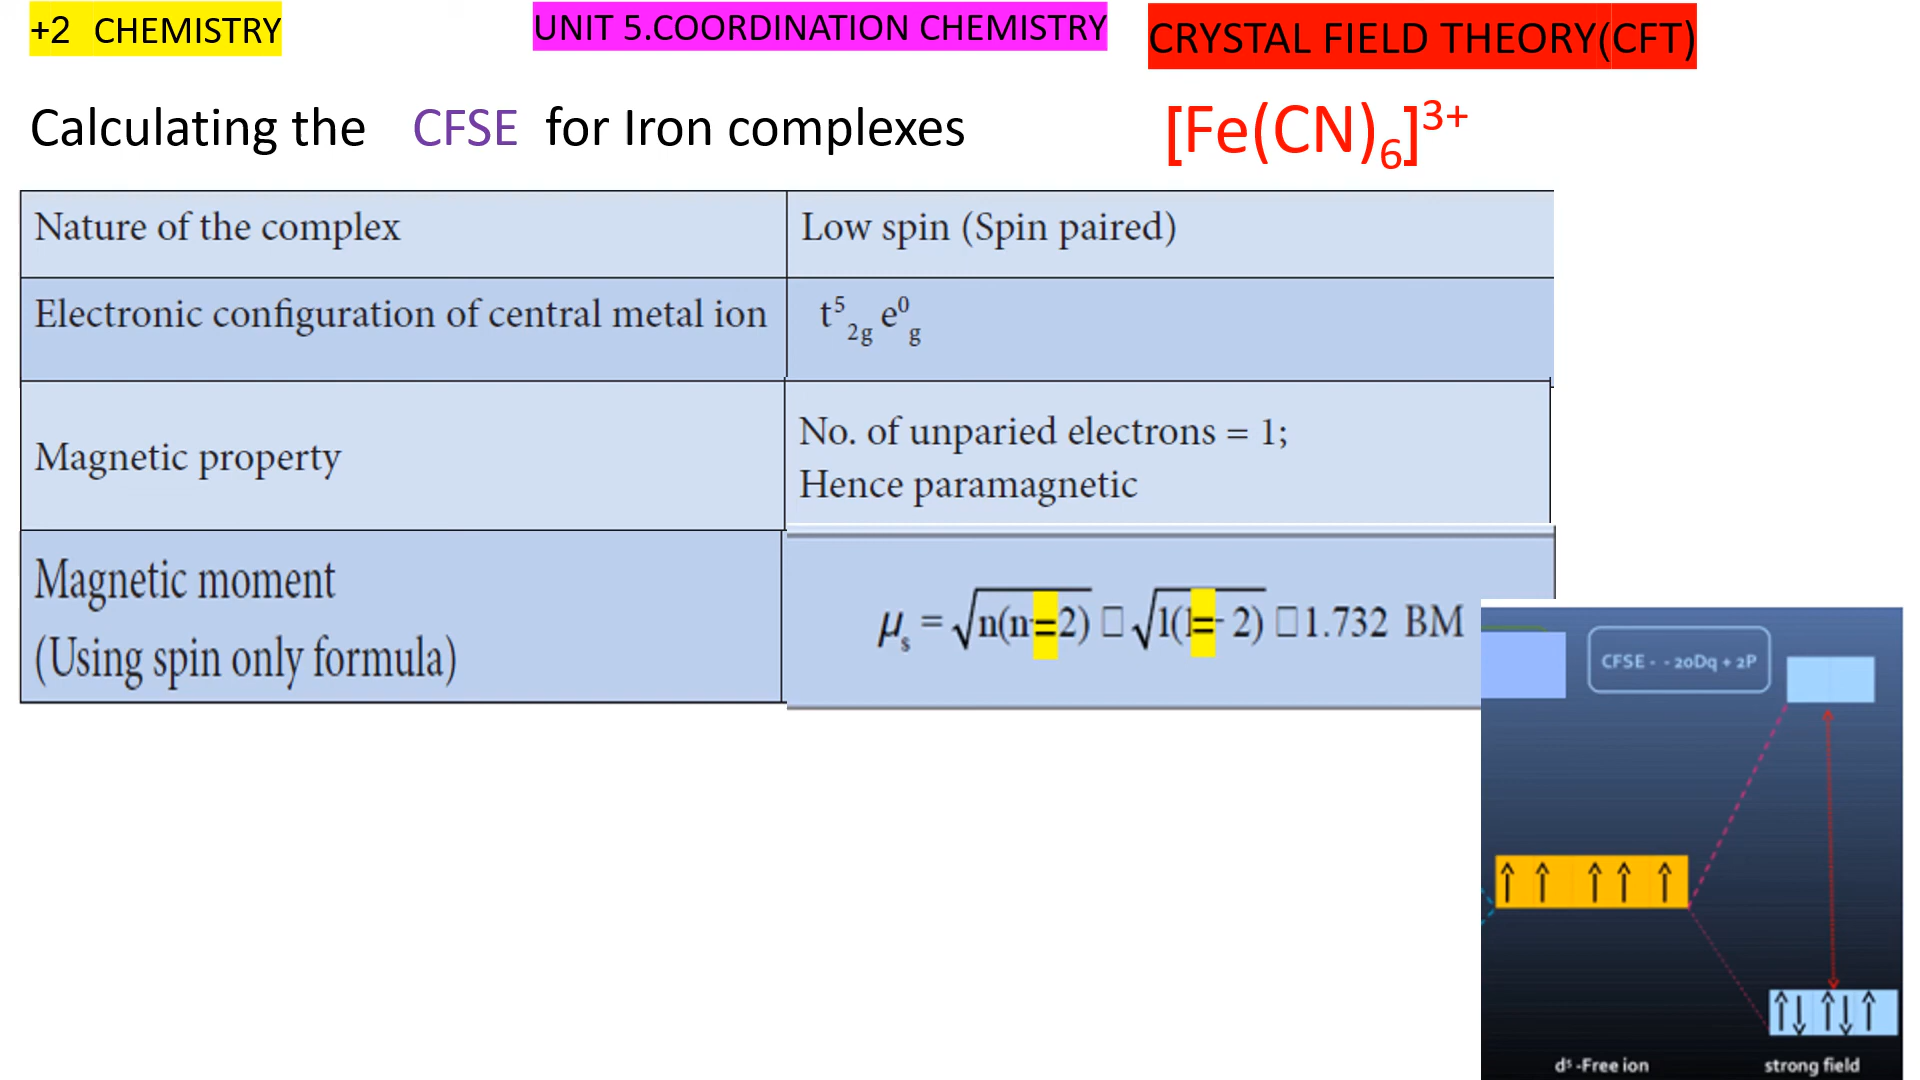 +2 CHEMISTRY
UNIT 5.COORDINATION CHEMISTRY
CRYSTAL FIELD THEORY(CFT)
Calculating the CFSE for Iron complexes
[Fe(CN)₆]³⁺
Nature of the complex
Low spin (Spin paired)
Electronic configuration of central metal ion
t⁵₂g e⁰g
Magnetic property
No. of unparied electrons = 1;
Hence paramagnetic
Magnetic moment
(Using spin only formula)
μs = √n(n=2) □ √1(1= 2) □1.732 BM
CFSE - - 20Dq + 2P
d⁵ -Free ion
strong field